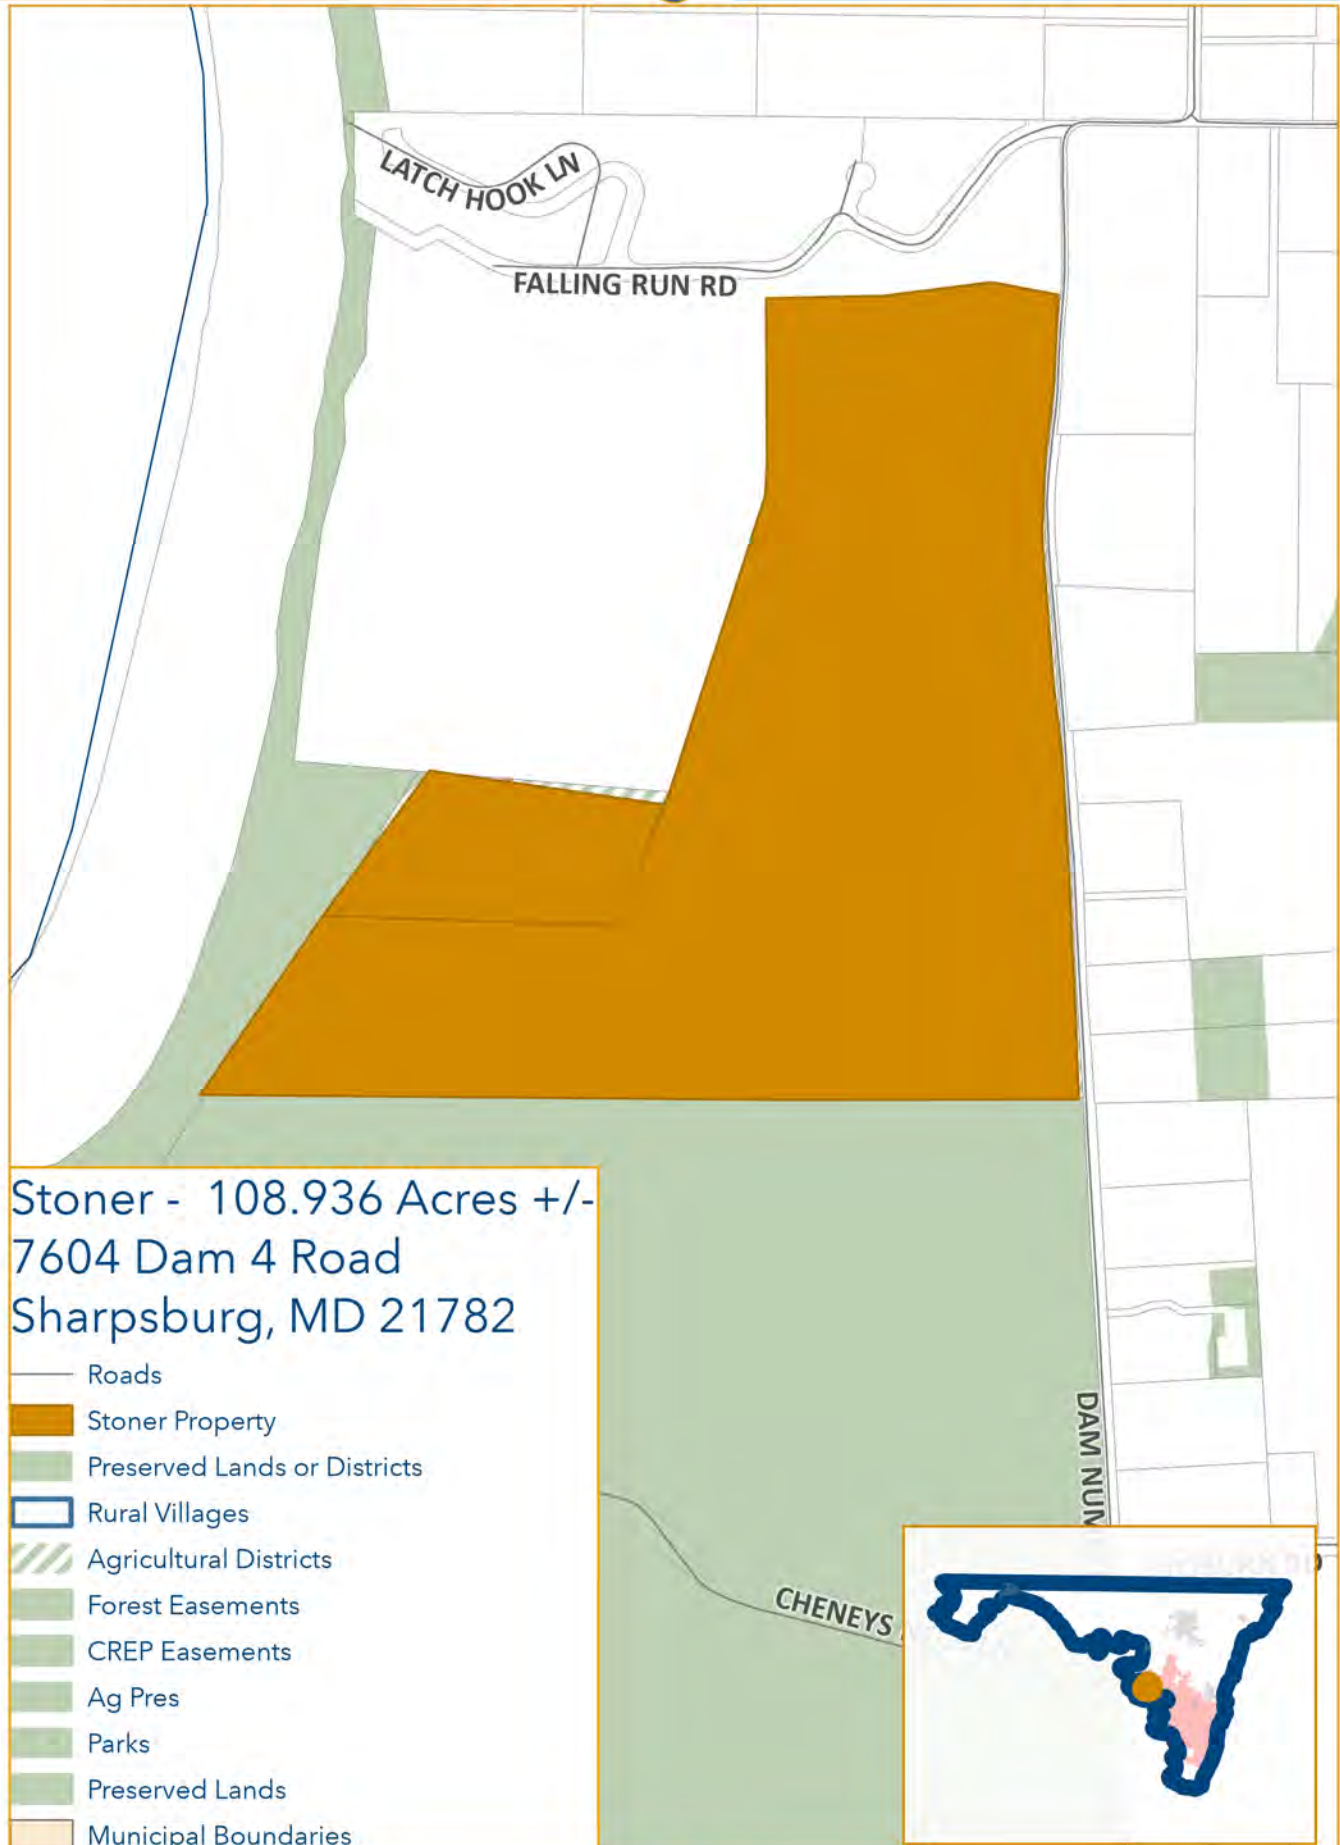 LATCH HOOK LN
FALLING RUN RD
Stoner - 108.936 Acres +/-
7604 Dam 4 Road
Sharpsburg, MD 21782
Roads
Stoner Property
Preserved Lands or Districts
Rural Villages
Agricultural Districts
Forest Easements
CREP Easements
Ag Pres
Parks
Preserved Lands
Municipal Boundaries
DAM NUM
CHENEYS